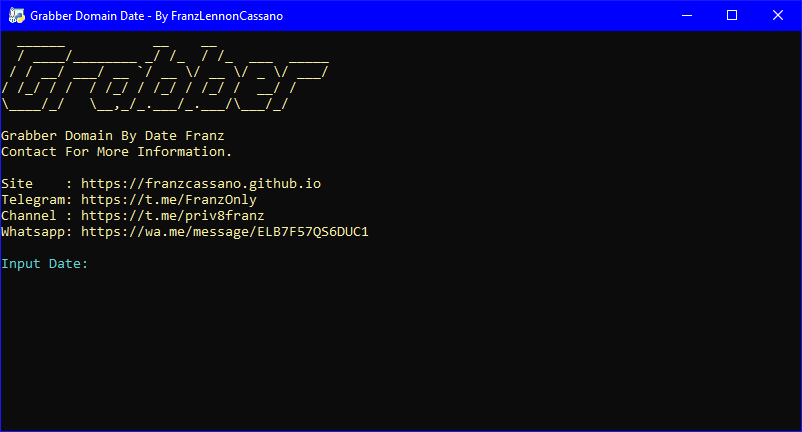 Grabber Domain Date - By FranzLennonCassano
Grabber
Grabber Domain By Date Franz
Contact For More Information.
Site    : https://franzcassano.github.io
Telegram: https://t.me/FranzOnly
Channel : https://t.me/priv8franz
Whatsapp: https://wa.me/message/ELB7F57QS6DUC1
Input Date: